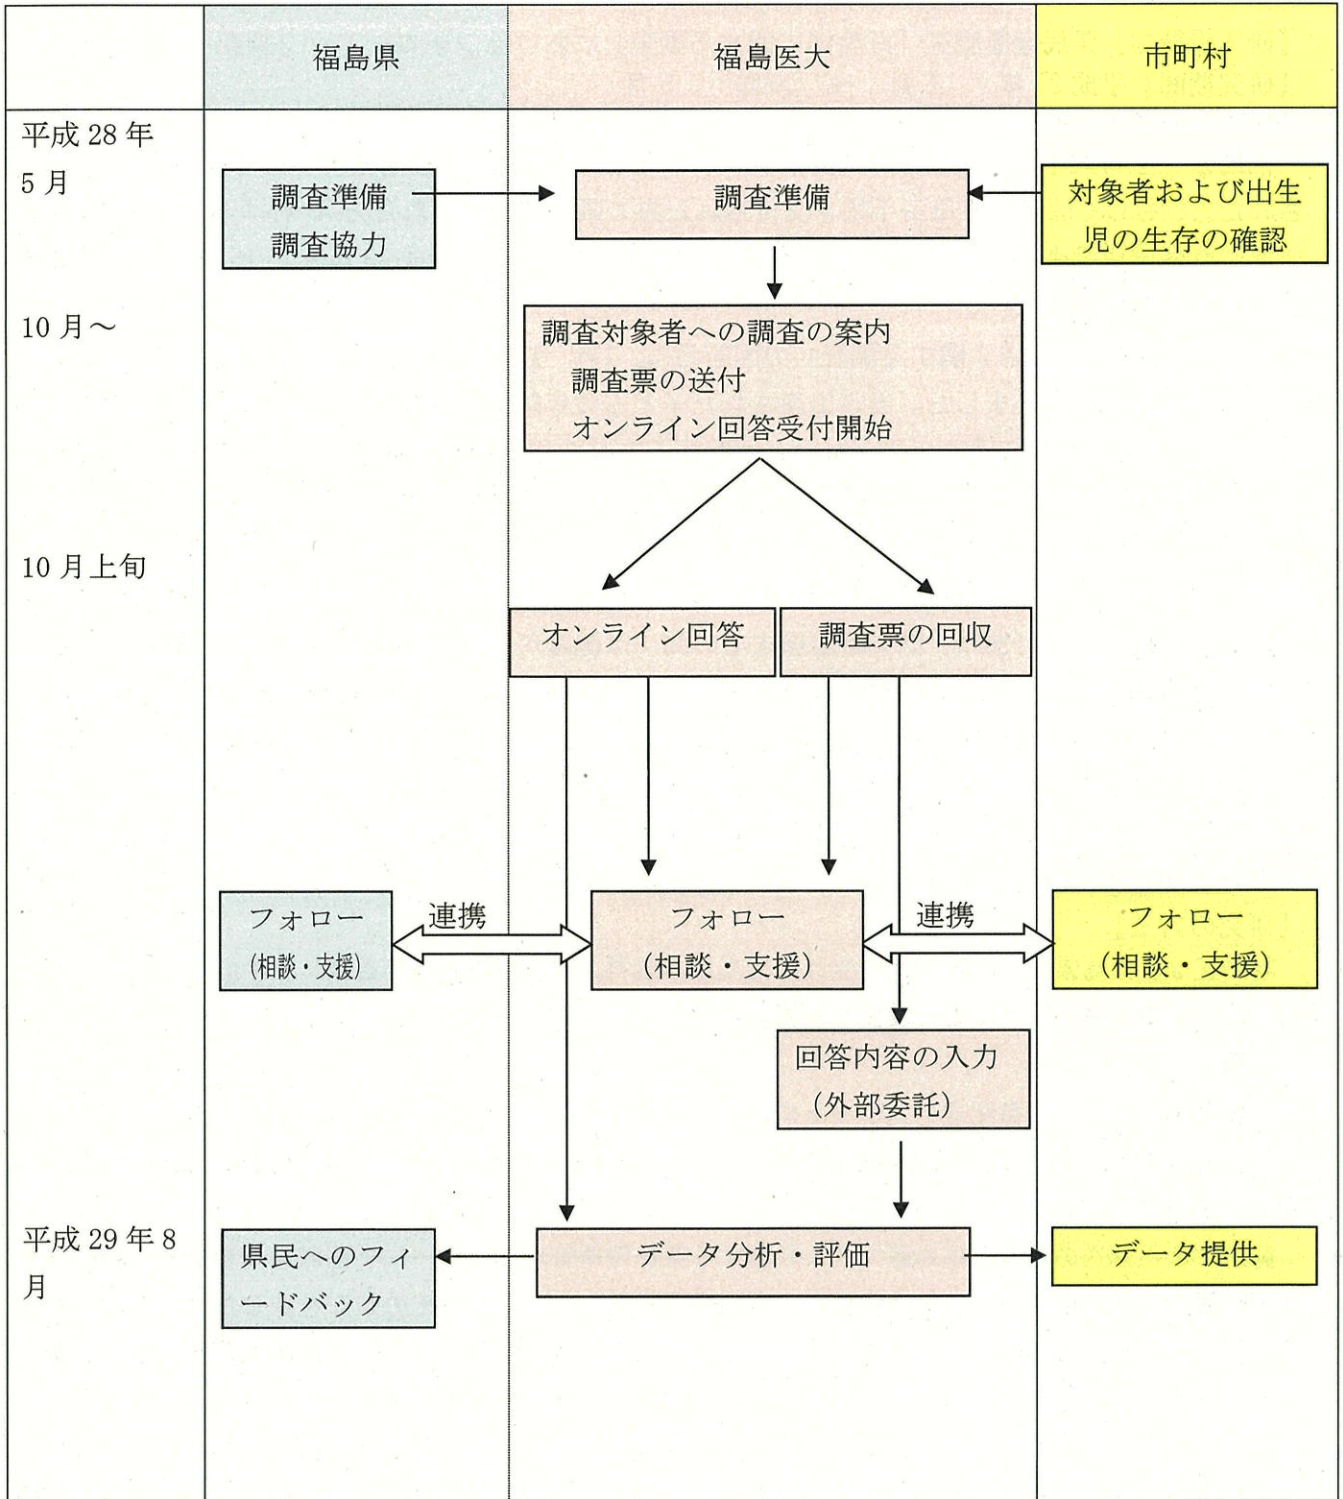 福島県
福島医大
市町村
平成 28 年
5 月
調査準備
調査協力
調査準備
対象者および出生
児の生存の確認
10 月～
調査対象者への調査の案内
調査票の送付
オンライン回答受付開始
10 月上旬
オンライン回答
調査票の回収
フォロー
(相談・支援)
連携
フォロー
(相談・支援)
連携
フォロー
(相談・支援)
回答内容の入力
(外部委託)
平成 29 年 8
月
県民へのフィ
ードバック
データ分析・評価
データ提供